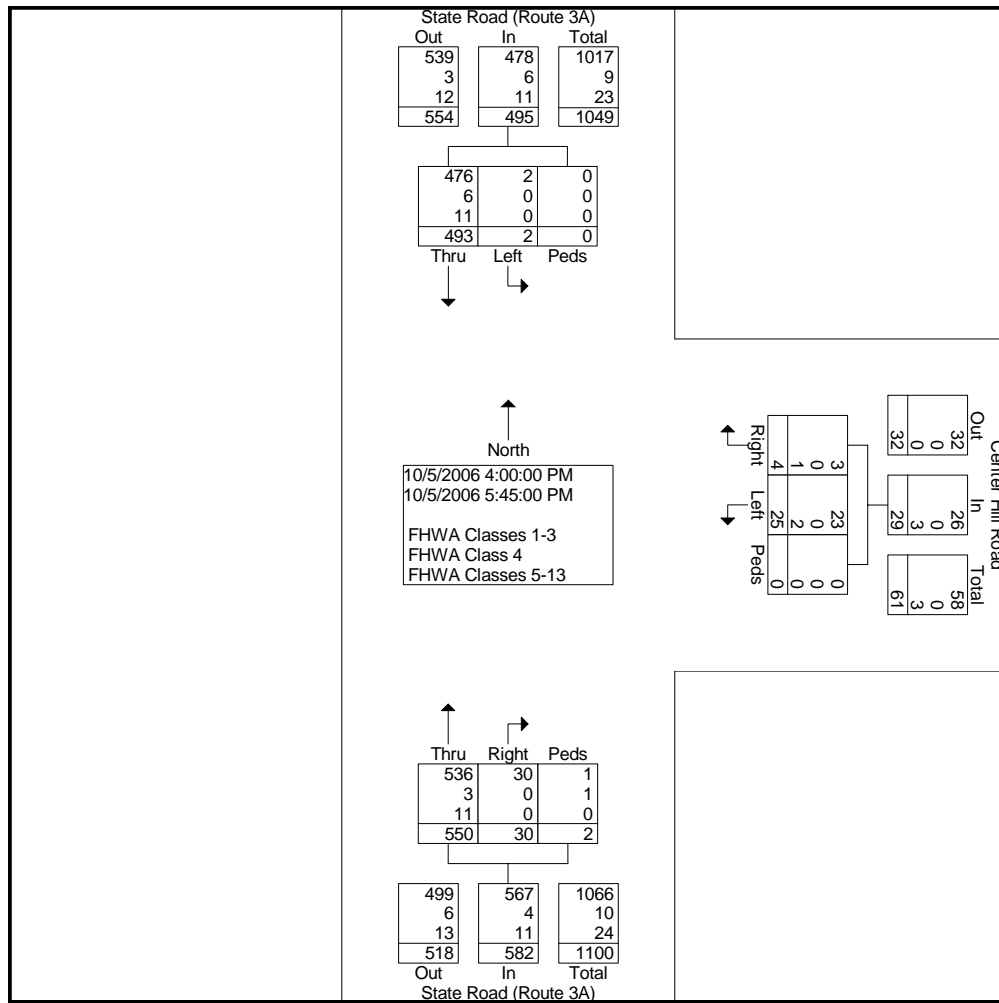 State Road (Route 3A)
Out In Total
539 478 1017
3 6 9
12 11 23
554 495 1049
476 2 0
6 0 0
11 0 0
493 2 0
Thru Left Peds
North
10/5/2006 4:00:00 PM
10/5/2006 5:45:00 PM
FHWA Classes 1-3
FHWA Class 4
FHWA Classes 5-13
Center Hill Road
Out In Total
32 26 58
0 0 0
0 3 3
32 29 61
3 23 0
0 0 0
1 2 0
4 25 0
Right Left Peds
Thru Right Peds
536 30 1
3 0 1
11 0 0
550 30 2
499 567 1066
6 4 10
13 11 24
518 582 1100
Out In Total
State Road (Route 3A)